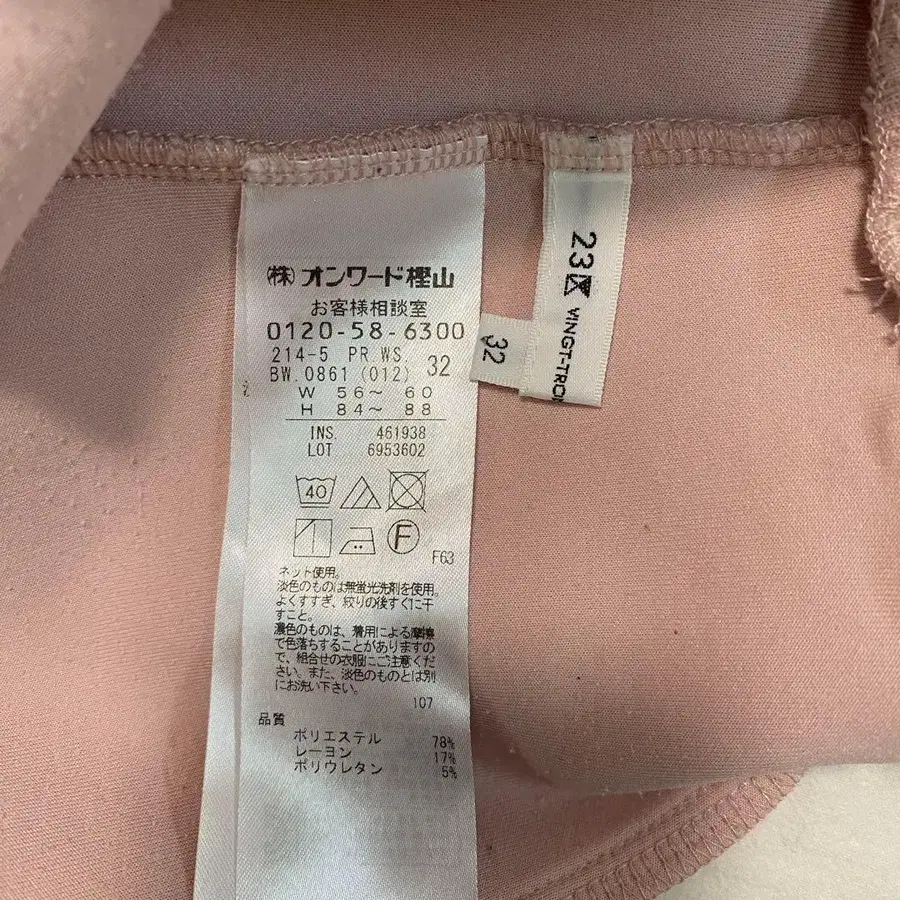 (株)オンワード樫山
お客様相談室
0120-58-6300
214-5 PR WS.
BW.0861 (012) 32
W 56~ 60
H 84~ 88
INS. 461938
LOT 6953602
40
F
F63
ネット使用。
淡色のものは無蛍光洗剤を使用。
よくすすぎ、絞りの後すぐに干
すこと。
濃色のものは、着用による摩擦
で色落ちすることがありますの
で、組合せの衣服にご注意くだ
さい。また、淡色のものとは別
にお洗い下さい。
107
品質
ポリエステル 78%
レーヨン 17%
ポリウレタン 5%
32
23区
VINGT-TROI